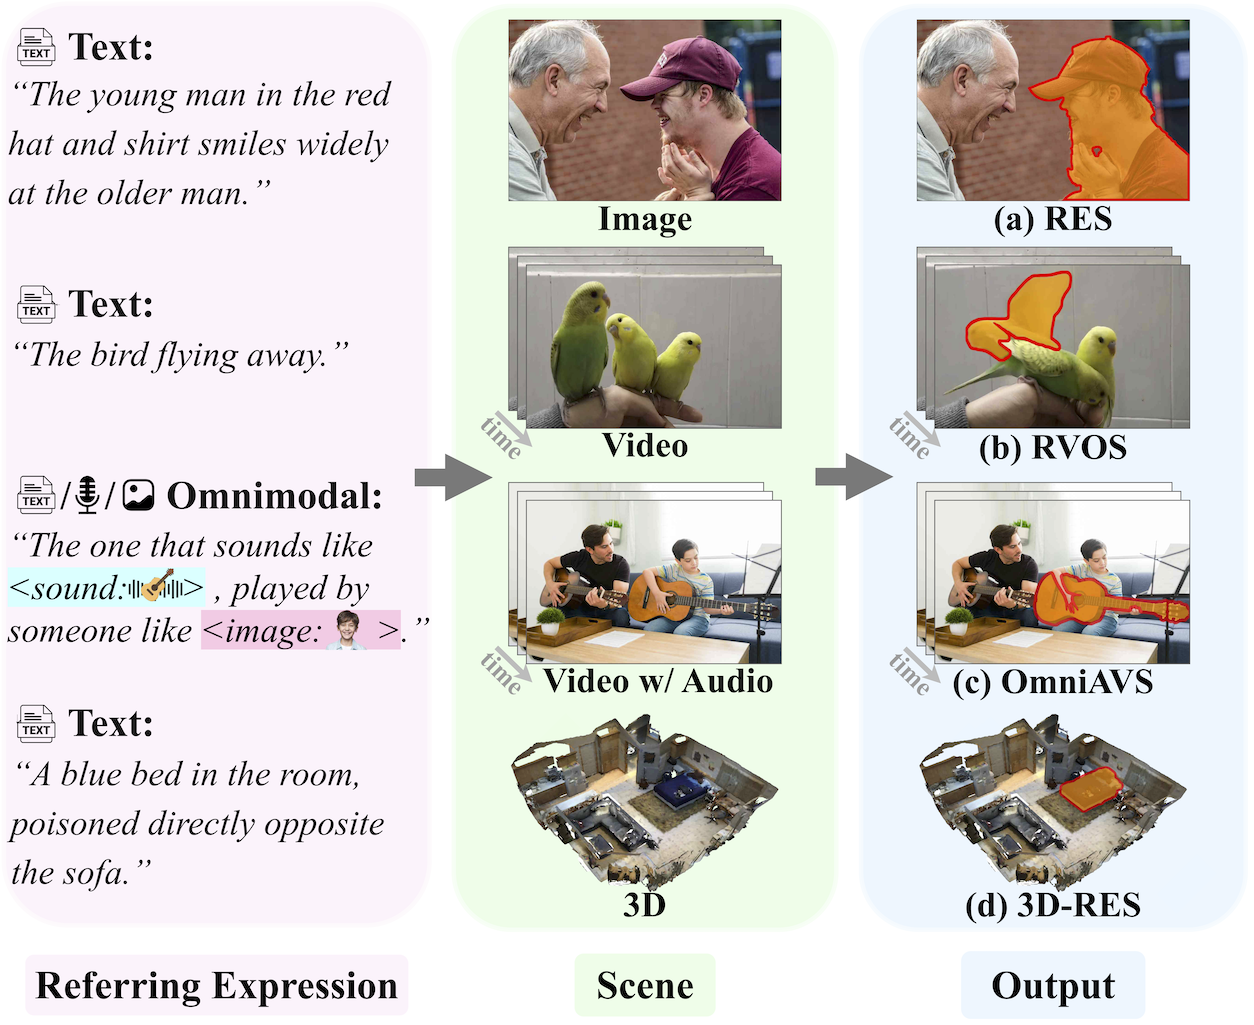 TEXT Text:
“The young man in the red
hat and shirt smiles widely
at the older man.”
TEXT Text:
“The bird flying away.”
TEXT / / Omnimodal:
“The one that sounds like
<sound: > , played by
someone like <image: >.”
TEXT Text:
“A blue bed in the room,
poisoned directly opposite
the sofa.”
Referring Expression
Image
time
Video
time
Video w/ Audio
3D
Scene
(a) RES
time
(b) RVOS
time
(c) OmniAVS
(d) 3D-RES
Output